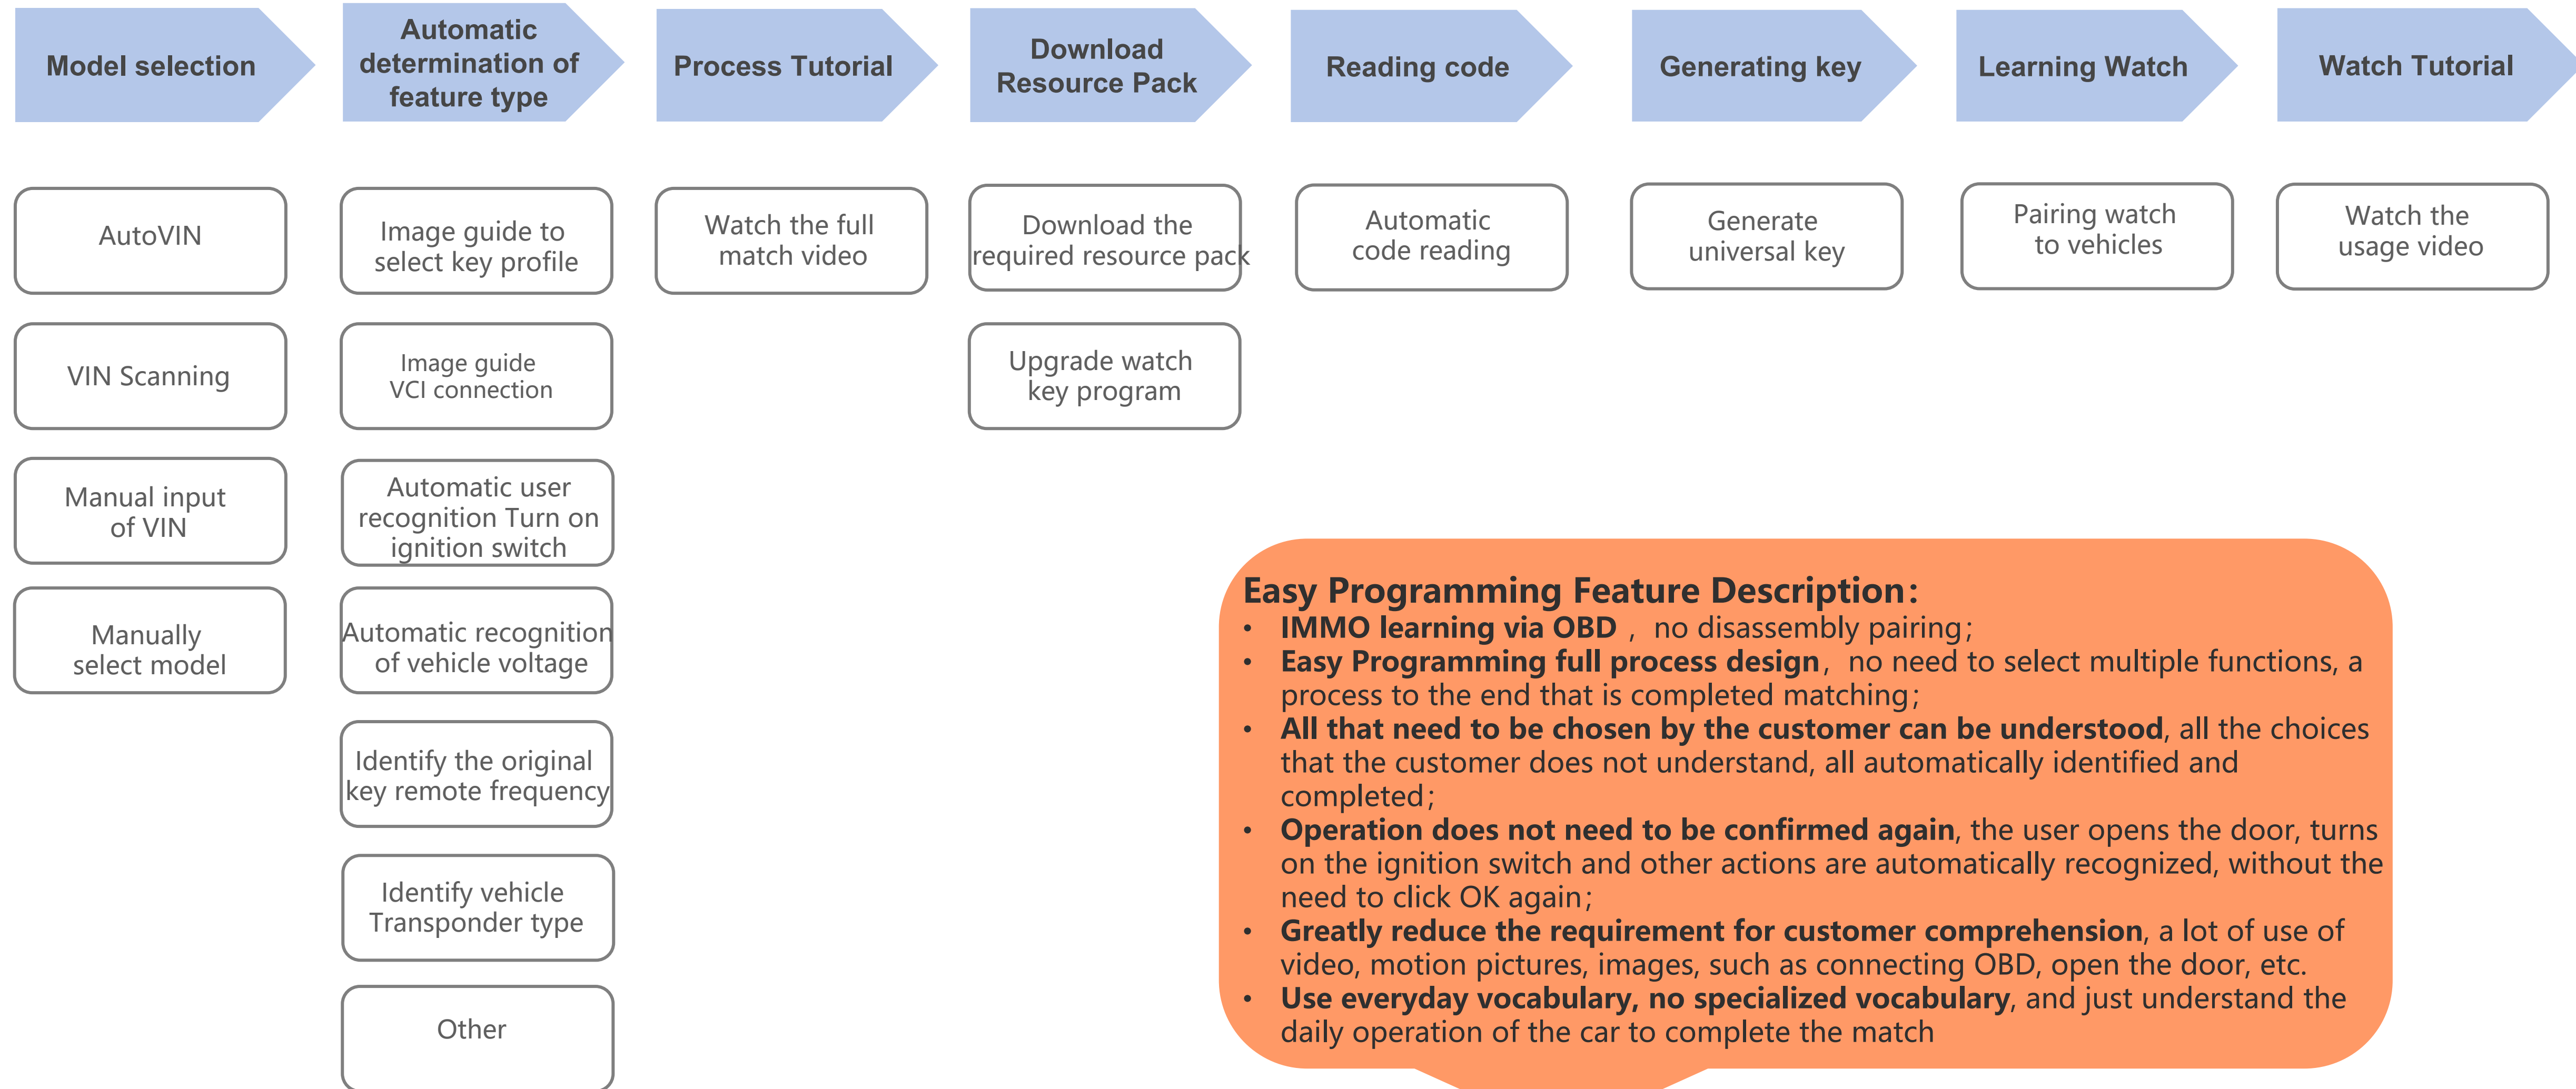 Model selection
Automatic
determination of
feature type
Process Tutorial
Download
Resource Pack
Reading code
Generating key
Learning Watch
Watch Tutorial
AutoVIN
VIN Scanning
Manual input
of VIN
Manually
select model
Image guide to
select key profile
Image guide
VCI connection
Automatic user
recognition Turn on
ignition switch
Automatic recognition
of vehicle voltage
Identify the original
key remote frequency
Identify vehicle
Transponder type
Other
Watch the full
match video
Download the
required resource pack
Upgrade watch
key program
Automatic
code reading
Generate
universal key
Pairing watch
to vehicles
Watch the
usage video
Easy Programming Feature Description：
• IMMO learning via OBD ， no disassembly pairing；
• Easy Programming full process design， no need to select multiple functions, a
process to the end that is completed matching；
• All that need to be chosen by the customer can be understood, all the choices
that the customer does not understand, all automatically identified and
completed；
• Operation does not need to be confirmed again, the user opens the door, turns
on the ignition switch and other actions are automatically recognized, without the
need to click OK again；
• Greatly reduce the requirement for customer comprehension, a lot of use of
video, motion pictures, images, such as connecting OBD, open the door, etc.
• Use everyday vocabulary, no specialized vocabulary, and just understand the
daily operation of the car to complete the match